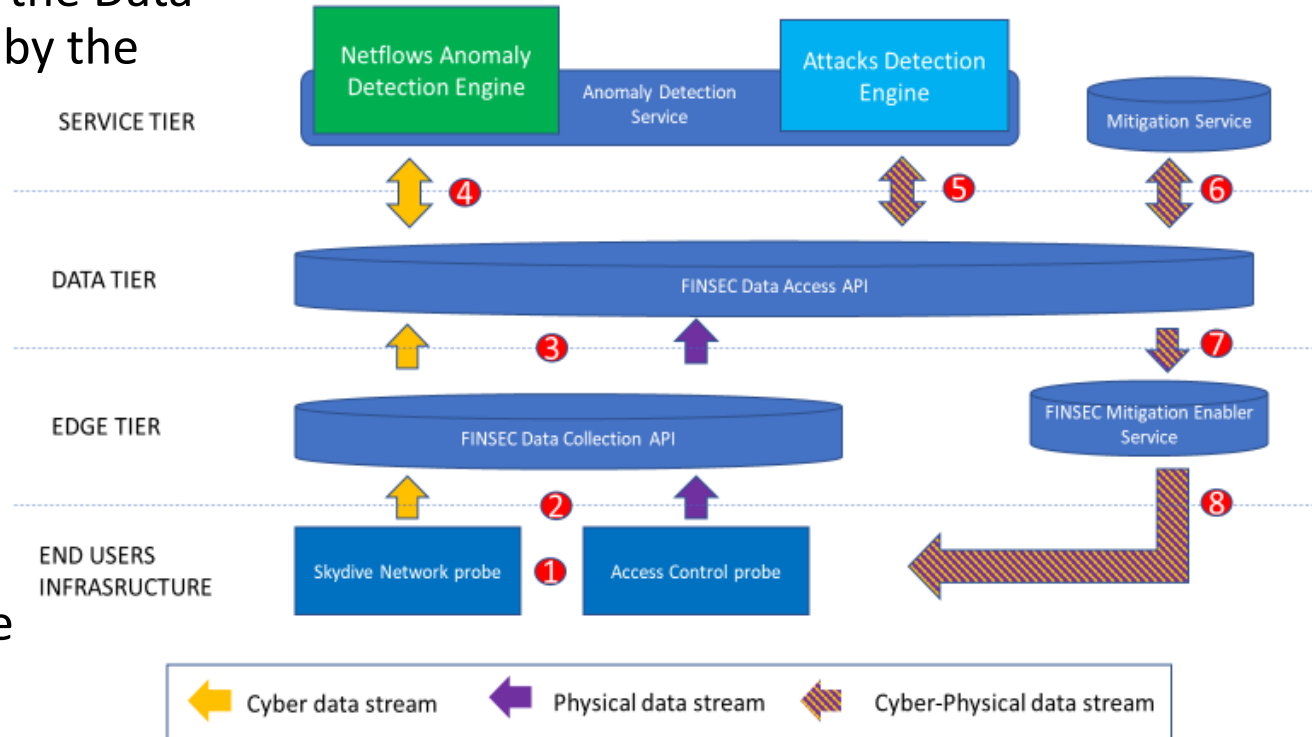 the Data
by the
Netflows Anomaly
Detection Engine
Anomaly Detection
Service
Attacks Detection
Engine
SERVICE TIER
Mitigation Service
4
5
6
DATA TIER
FINSEC Data Access API
3
7
EDGE TIER
FINSEC Data Collection API
FINSEC Mitigation Enabler
Service
2
8
END USERS
INFRASRUCTURE
Skydive Network probe
1
Access Control probe
e
Cyber data stream
Physical data stream
Cyber-Physical data stream